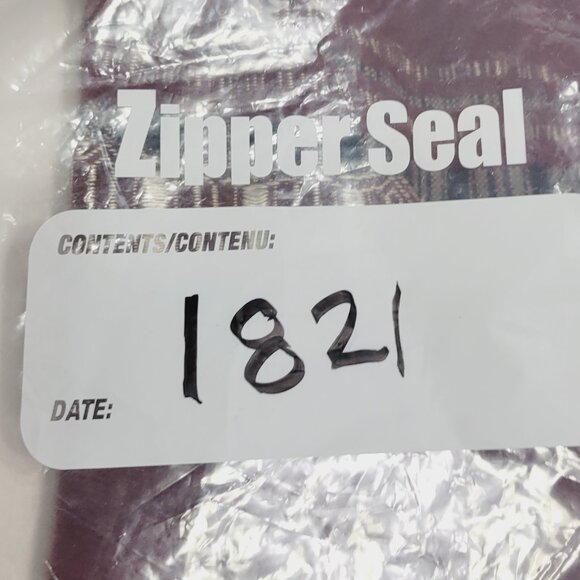 Zipper Seal
CONTENTS/CONTENU:
1821
DATE: